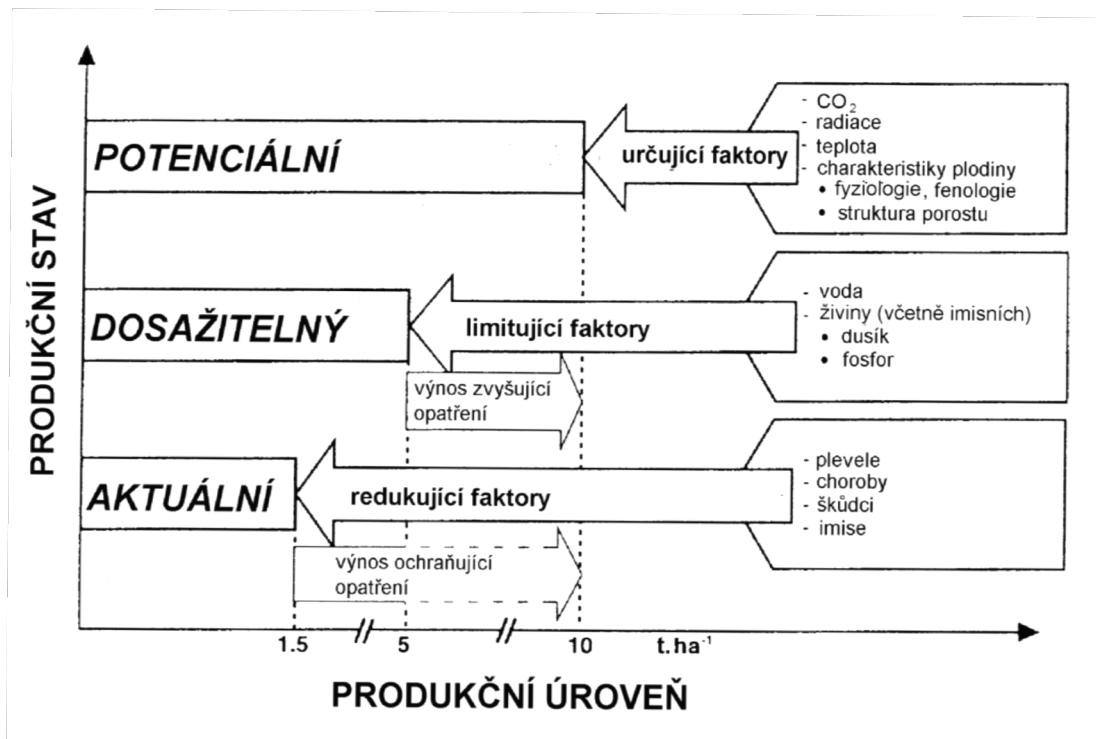 PRODUKČNÍ STAV
POTENCIÁLNÍ
určující faktory
- CO2
- radiace
- teplota
- charakteristiky plodiny
• fyziologie, fenologie
• struktura porostu
DOSAŽITELNÝ
limitující faktory
- voda
- živiny (včetně imisních)
• dusík
• fosfor
výnos zvyšující
opatření
AKTUÁLNÍ
redukující faktory
- plevele
- choroby
- škůdci
- imise
výnos ochraňující
opatření
1.5
5
10
t.ha-1
PRODUKČNÍ ÚROVEŇ